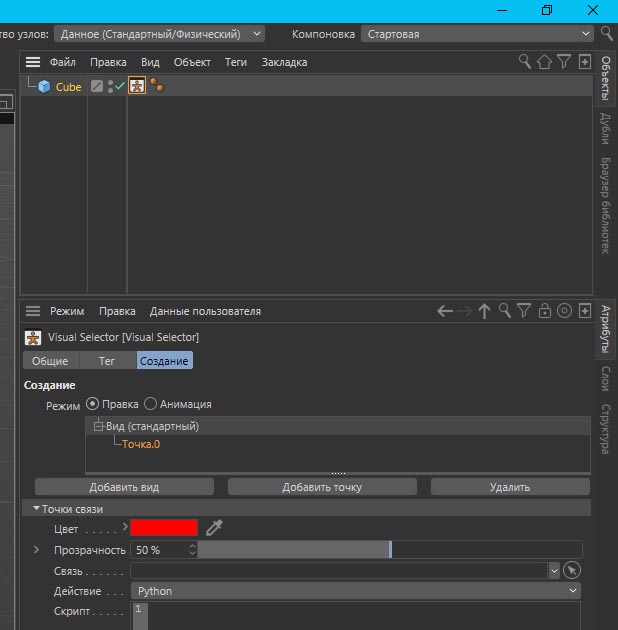 тво узлов: Данное (Стандартный/Физический) Компоновка Стартовая
Файл Правка Вид Объект Теги Закладка
Cube
Объекты
Дубли
Браузер библиотек
Режим Правка Данные пользователя
Visual Selector [Visual Selector]
Общие Тег Создание
Создание
Режим Правка Анимация
Вид (стандартный)
Точка.0
Добавить вид Добавить точку Удалить
Точки связи
Цвет . . . . .
Прозрачность 50 %
Связь . . . . . .
Действие . . . Python
Скрипт . . . . . 1
Атрибуты
Слои
Структура